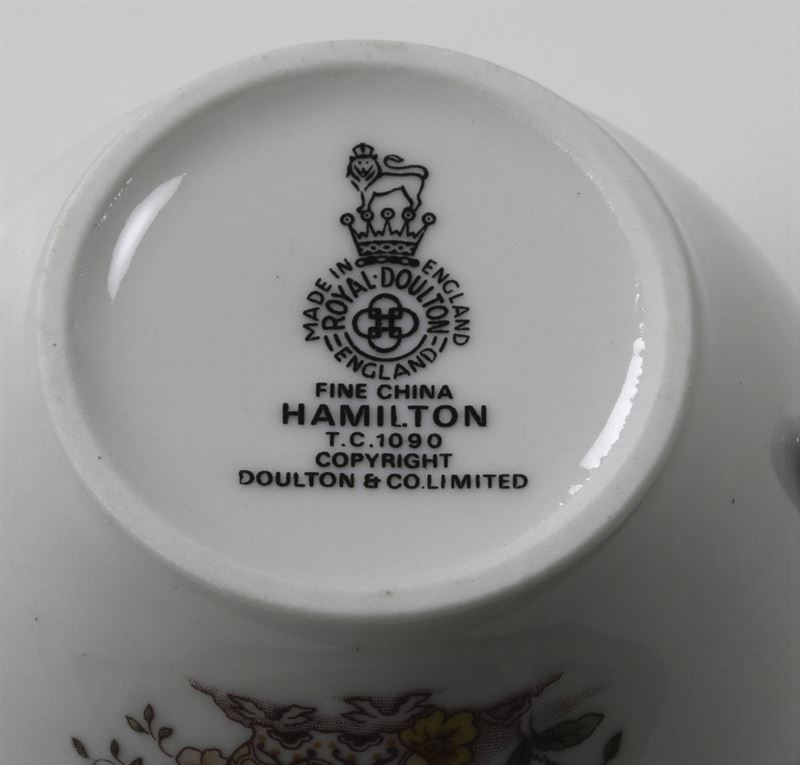 MADE IN ENGLAND
ROYAL·DOULTON
ENGLAND
FINE CHINA
HAMILTON
T.C.1090
COPYRIGHT
DOULTON & CO.LIMITED